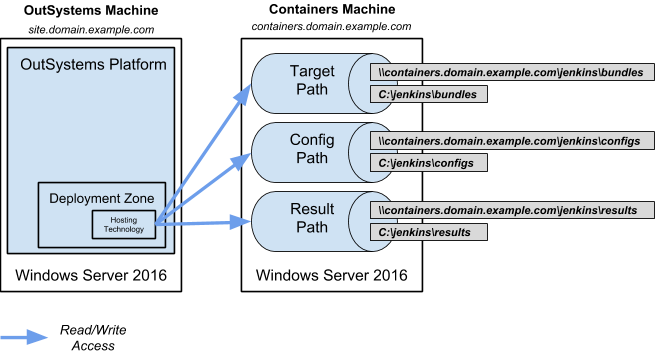 OutSystems Machine
site.domain.example.com
OutSystems Platform
Deployment Zone
Hosting
Technology
Windows Server 2016
Containers Machine
containers.domain.example.com
Target
Path
\\containers.domain.example.com\jenkins\bundles
C:\jenkins\bundles
Config
Path
\\containers.domain.example.com\jenkins\configs
C:\jenkins\configs
Result
Path
\\containers.domain.example.com\jenkins\results
C:\jenkins\results
Windows Server 2016
Read/Write
Access